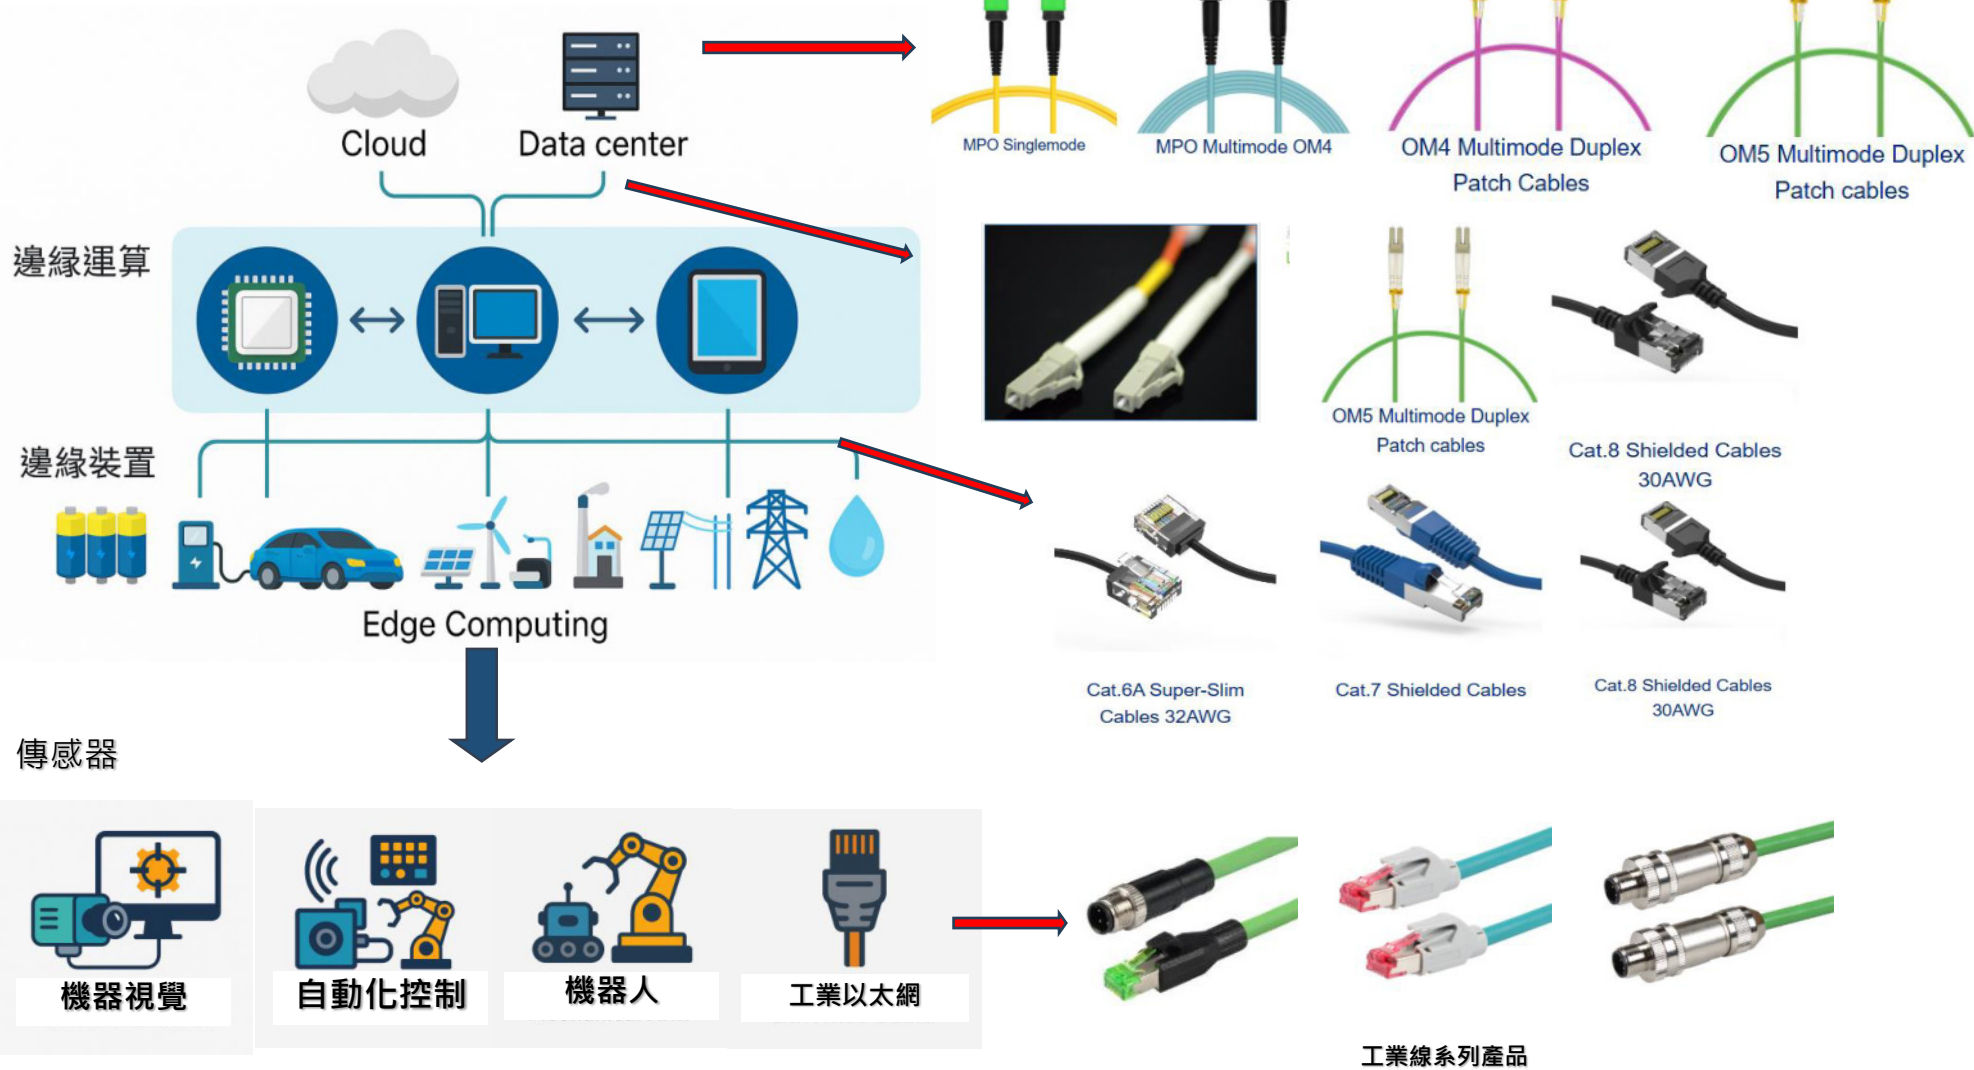 Cloud
Data center
MPO Singlemode
MPO Multimode OM4
OM4 Multimode Duplex
Patch Cables
OM5 Multimode Duplex
Patch cables
邊緣運算
OM5 Multimode Duplex
Patch cables
Cat.8 Shielded Cables
30AWG
邊緣裝置
Edge Computing
Cat.6A Super-Slim
Cables 32AWG
Cat.7 Shielded Cables
Cat.8 Shielded Cables
30AWG
傳感器
機器視覺
自動化控制
機器人
工業以太網
工業線系列產品